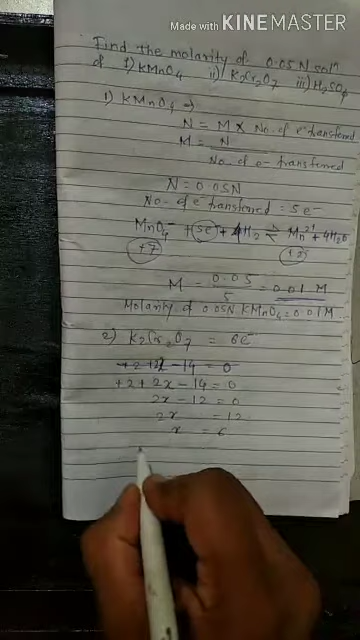 Made with KINEMASTER
Find the molarity of 0.05 N solⁿ
of i) KMnO4 ii) K2Cr2O7 iii) H2SO4
1) KMnO4 ⇒
N = M x No. of e⁻ transferred
M = N
No. of e⁻ transferred
N = 0.05N
No. of e⁻ transferred = 5e⁻
MnO4⁻ + 5e⁻ + 4H2 ⇌ Mn²⁺ + 4H2O
+7
M = 0.05 = 0.01 M
5
Molarity of 0.05N KMnO4 = 0.01M
2) K2Cr2O7 = 6e⁻
+2 +2x -14 = 0
+2 + 2x - 14 = 0
2x - 12 = 0
2x = 12
x = 6